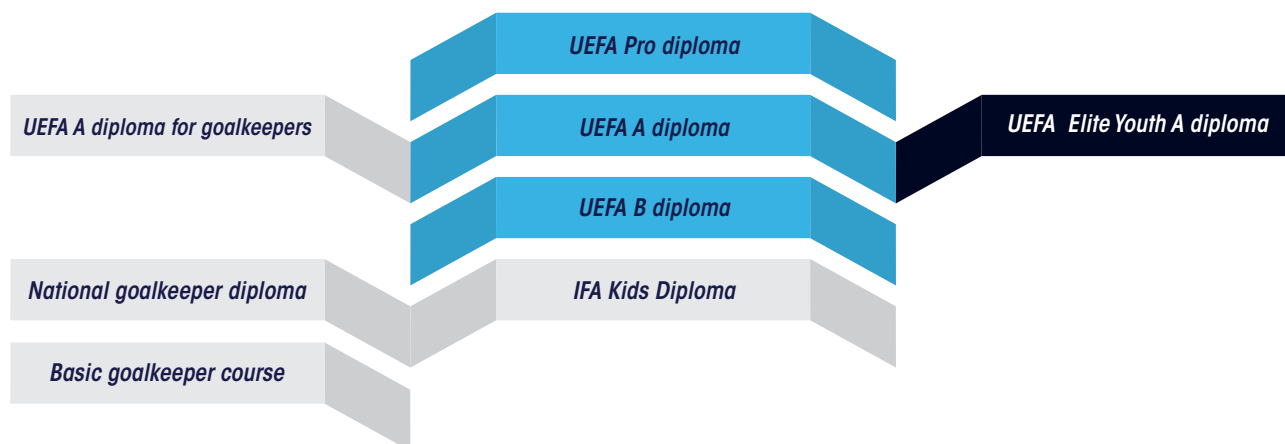 UEFA Pro diploma
UEFA A diploma for goalkeepers
UEFA A diploma
UEFA Elite Youth A diploma
UEFA B diploma
National goalkeeper diploma
IFA Kids Diploma
Basic goalkeeper course